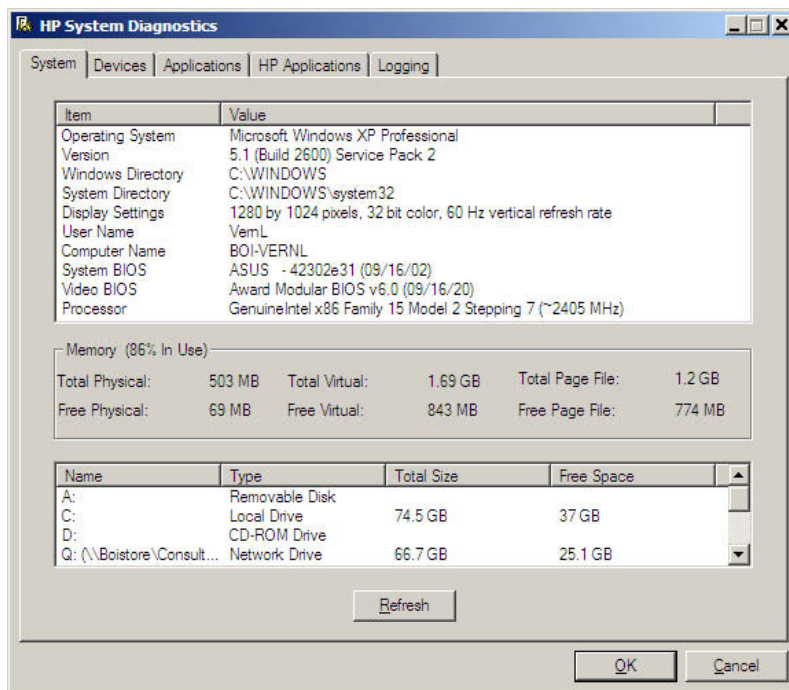 HP System Diagnostics
System Devices Applications HP Applications Logging
Item Value
Operating System Microsoft Windows XP Professional
Version 5.1 (Build 2600) Service Pack 2
Windows Directory C:\WINDOWS
System Directory C:\WINDOWS\system32
Display Settings 1280 by 1024 pixels, 32 bit color, 60 Hz vertical refresh rate
User Name VernL
Computer Name BOI-VERNL
System BIOS ASUS - 42302e31 (09/16/02)
Video BIOS Award Modular BIOS v6.0 (09/16/20)
Processor GenuineIntel x86 Family 15 Model 2 Stepping 7 (~2405 MHz)
Memory (86% In Use)
Total Physical: 503 MB Total Virtual: 1.69 GB Total Page File: 1.2 GB
Free Physical: 69 MB Free Virtual: 843 MB Free Page File: 774 MB
Name Type Total Size Free Space
A: Removable Disk
C: Local Drive 74.5 GB 37 GB
D: CD-ROM Drive
Q: (\\Boistore\Consult... Network Drive 66.7 GB 25.1 GB
Refresh
OK Cancel